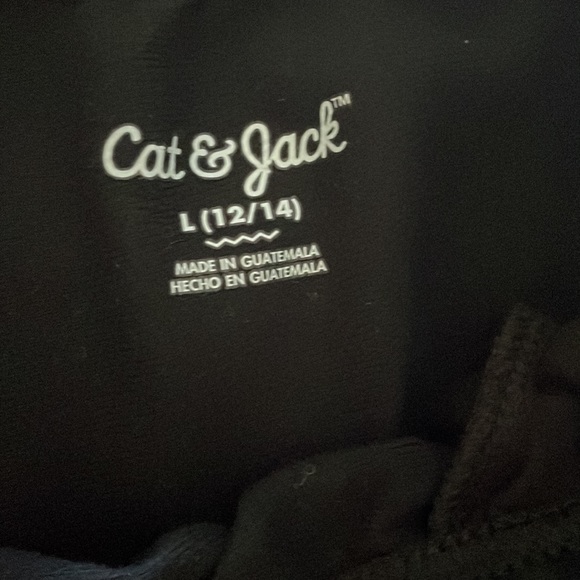 Cat & Jack™
L (12/14)
MADE IN GUATEMALA
HECHO EN GUATEMALA